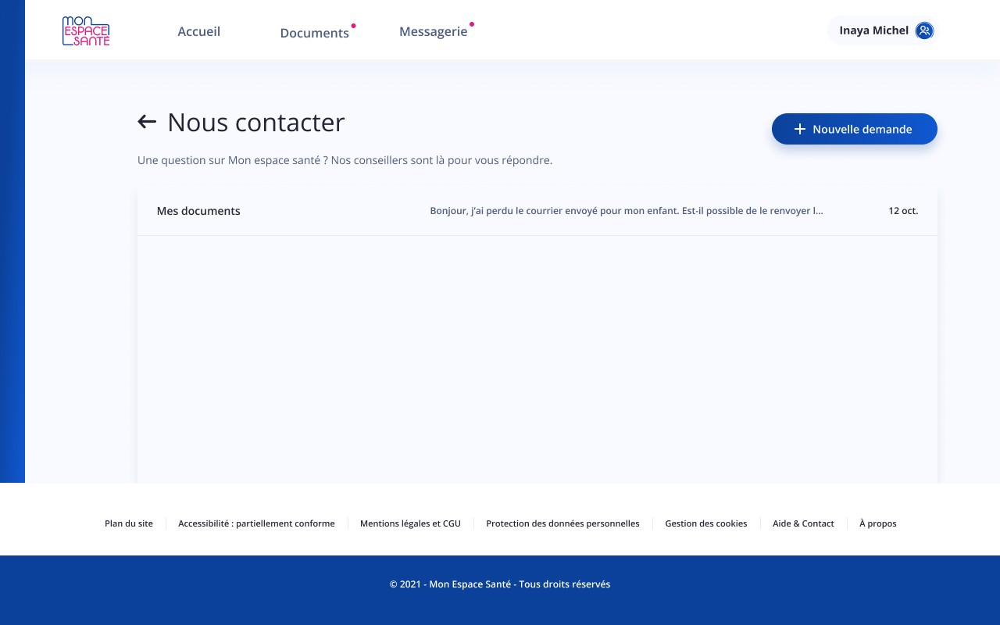 MON
ESPACE
SANTÉ
Accueil
Documents
Messagerie
Inaya Michel
Nous contacter
Nouvelle demande
Une question sur Mon espace santé ? Nos conseillers sont là pour vous répondre.
Mes documents
Bonjour, j’ai perdu le courrier envoyé pour mon enfant. Est-il possible de le renvoyer l...
12 oct.
Plan du site
Accessibilité : partiellement conforme
Mentions légales et CGU
Protection des données personnelles
Gestion des cookies
Aide & Contact
À propos
© 2021 - Mon Espace Santé - Tous droits réservés